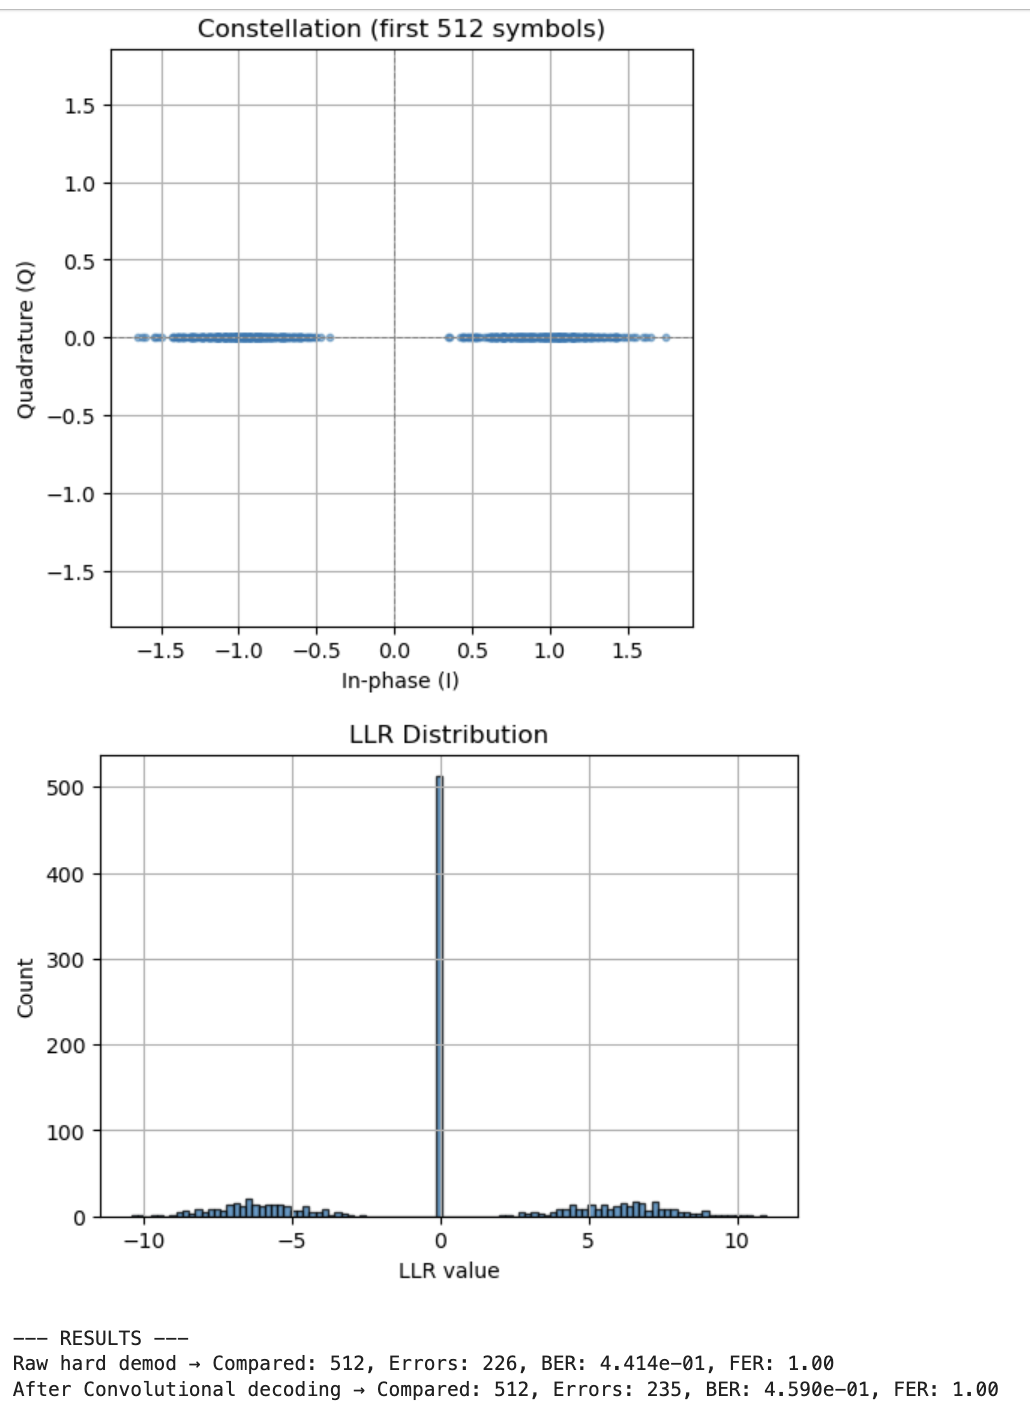 Constellation (first 512 symbols)
1.5
1.0
0.5
0.0
−0.5
−1.0
−1.5
Quadrature (Q)
−1.5 −1.0 −0.5 0.0 0.5 1.0 1.5
In-phase (I)
LLR Distribution
500
400
300
200
100
0
Count
−10 −5 0 5 10
LLR value
--- RESULTS ---
Raw hard demod → Compared: 512, Errors: 226, BER: 4.414e-01, FER: 1.00
After Convolutional decoding → Compared: 512, Errors: 235, BER: 4.590e-01, FER: 1.00